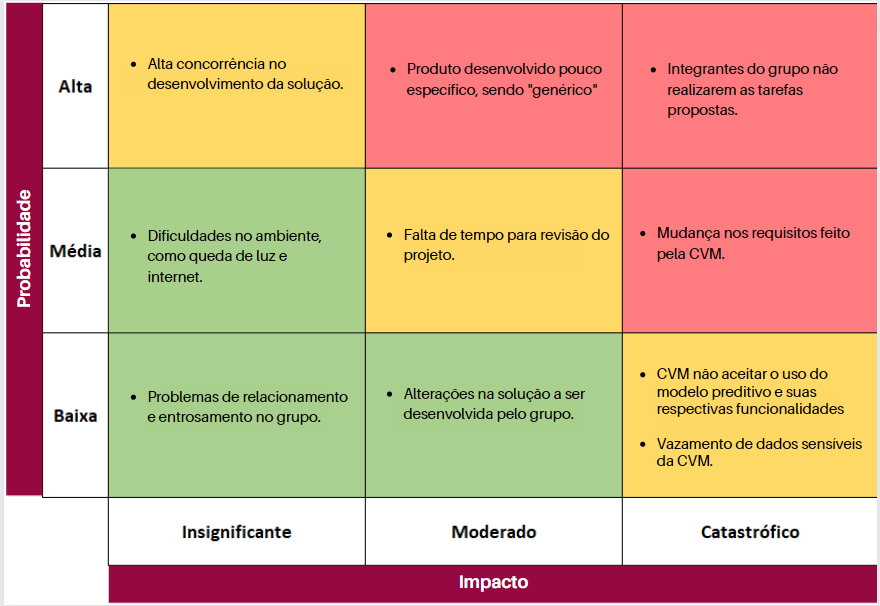 Probabilidade
Alta
• Alta concorrência no
desenvolvimento da solução.
• Produto desenvolvido pouco
específico, sendo "genérico"
• Integrantes do grupo não
realizarem as tarefas
propostas.
Média
• Dificuldades no ambiente,
como queda de luz e
internet.
• Falta de tempo para revisão do
projeto.
• Mudança nos requisitos feito
pela CVM.
Baixa
• Problemas de relacionamento
e entrosamento no grupo.
• Alterações na solução a ser
desenvolvida pelo grupo.
• CVM não aceitar o uso do
modelo preditivo e suas
respectivas funcionalidades
• Vazamento de dados sensíveis
da CVM.
Insignificante
Moderado
Catastrófico
Impacto